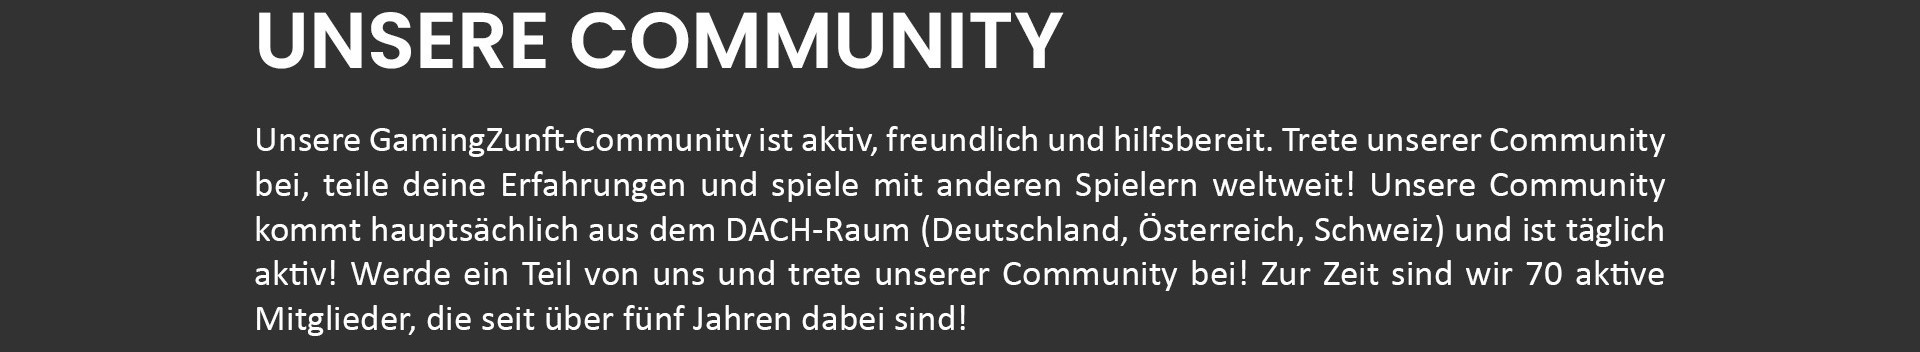 UNSERE COMMUNITY
Unsere GamingZunft-Community ist aktiv, freundlich und hilfsbereit. Trete unserer Community
bei, teile deine Erfahrungen und spiele mit anderen Spielern weltweit! Unsere Community
kommt hauptsächlich aus dem DACH-Raum (Deutschland, Österreich, Schweiz) und ist täglich
aktiv! Werde ein Teil von uns und trete unserer Community bei! Zur Zeit sind wir 70 aktive
Mitglieder, die seit über fünf Jahren dabei sind!